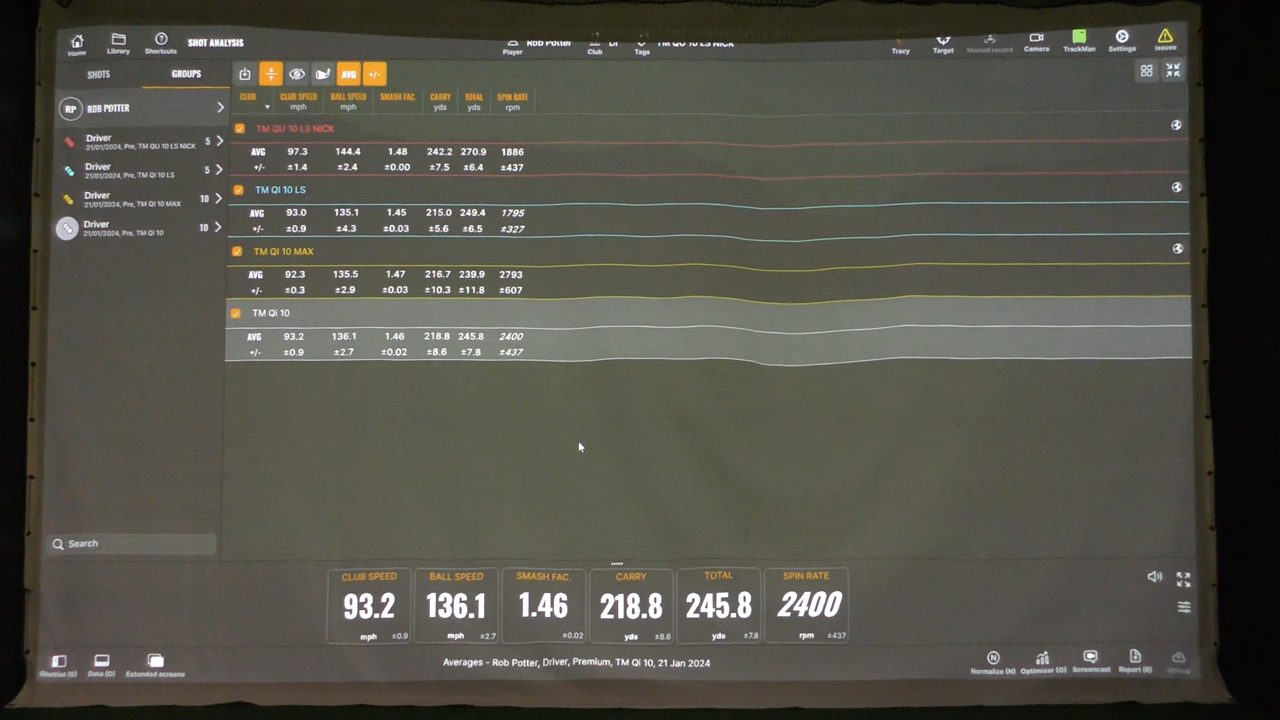 Home Library Shortcuts SHOT ANALYSIS Player Rob Potter Club Tags TM QU 10 LS NICK Tracy Target Manual record Camera TrackMan Settings Issues
SHOTS GROUPS AVG +/-
RP ROB POTTER
Driver 5
21/01/2024, Pre, TM QU 10 LS NICK
Driver 5
21/01/2024, Pre, TM QI 10 LS
Driver 10
21/01/2024, Pre, TM QI 10 MAX
Driver 10
21/01/2024, Pre, TM Qi 10
CLUB CLUB SPEED BALL SPEED SMASH FAC. CARRY TOTAL SPIN RATE
mph mph yds yds rpm
TM QU 10 LS NICK
AVG 97.3 144.4 1.48 242.2 270.9 1886
+/- ±1.4 ±2.4 ±0.00 ±7.5 ±6.4 ±437
TM QI 10 LS
AVG 93.0 135.1 1.45 215.0 249.4 1795
+/- ±0.9 ±4.3 ±0.03 ±5.6 ±6.5 ±327
TM QI 10 MAX
AVG 92.3 135.5 1.47 216.7 239.9 2793
+/- ±0.3 ±2.9 ±0.03 ±10.3 ±11.8 ±607
TM Qi 10
AVG 93.2 136.1 1.46 218.8 245.8 2400
+/- ±0.9 ±2.7 ±0.02 ±8.6 ±7.8 ±437
Search
CLUB SPEED BALL SPEED SMASH FAC. CARRY TOTAL SPIN RATE
93.2 136.1 1.46 218.8 245.8 2400
mph ±0.9 mph ±2.7 ±0.02 yds ±8.6 yds ±7.8 rpm ±437
Averages - Rob Potter, Driver, Premium, TM Qi 10, 21 Jan 2024
Shotlist (S) Data (D) Extended screens N Normalize (N) Optimizer (O) Screencast Report (R)